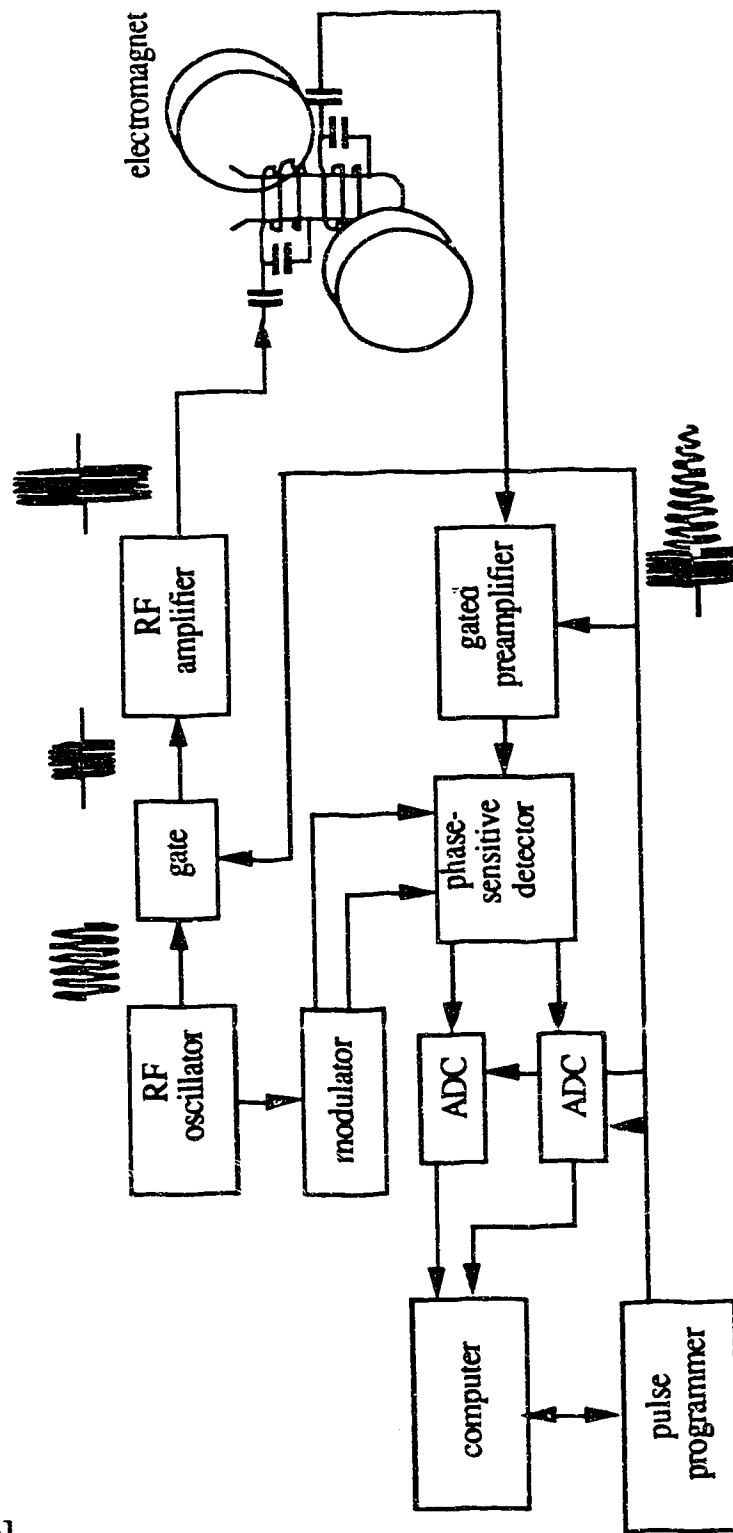 electromagnet
RF
amplifier
gate
RF
oscillator
gated
preamplifier
phase-
sensitive
detector
modulator
ADC
ADC
computer
pulse
programmer